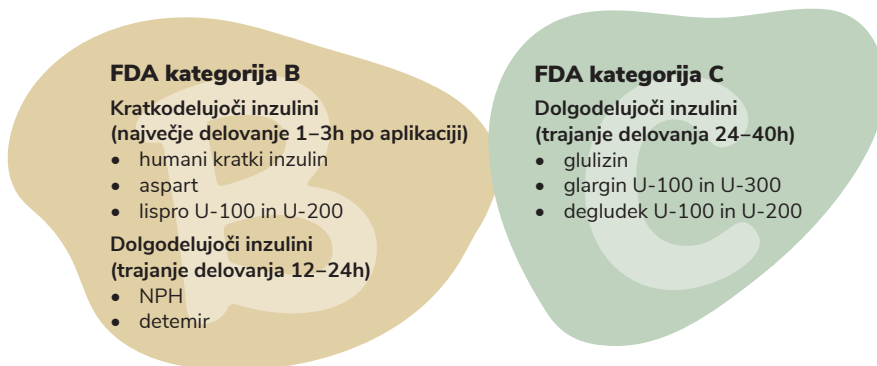 FDA kategorija B
Kratkodelujoči inzulini
(največje delovanje 1–3h po aplikaciji)
• humani kratki inzulin
• aspart
• lispro U-100 in U-200
Dolgodelujoči inzulini
(trajanje delovanja 12–24h)
• NPH
• detemir
B
FDA kategorija C
Dolgodelujoči inzulini
(trajanje delovanja 24–40h)
• glulizin
• glargin U-100 in U-300
• degludek U-100 in U-200
C